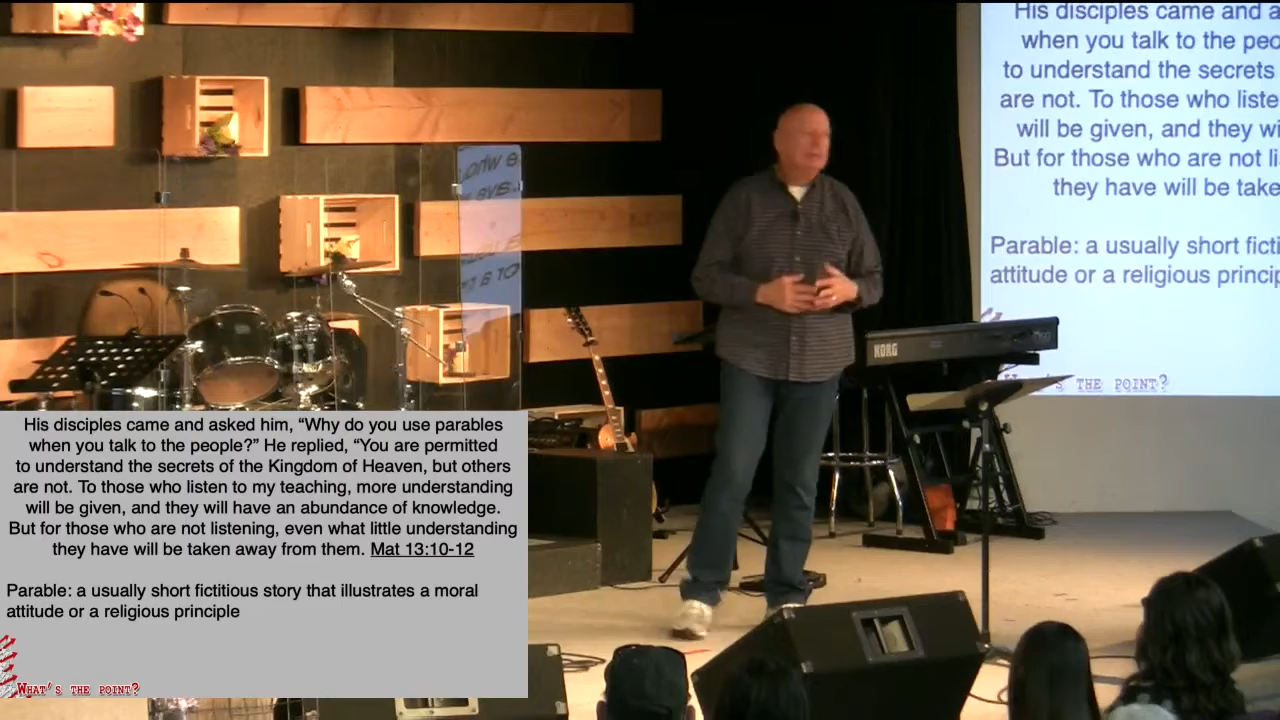 His disciples came and a
when you talk to the peo
to understand the secrets
are not. To those who liste
will be given, and they wi
But for those who are not li
they have will be take
Parable: a usually short ficti
attitude or a religious princip
's the point?
KORG
His disciples came and asked him, “Why do you use parables
when you talk to the people?” He replied, “You are permitted
to understand the secrets of the Kingdom of Heaven, but others
are not. To those who listen to my teaching, more understanding
will be given, and they will have an abundance of knowledge.
But for those who are not listening, even what little understanding
they have will be taken away from them. Mat 13:10-12
Parable: a usually short fictitious story that illustrates a moral
attitude or a religious principle
What's the point?